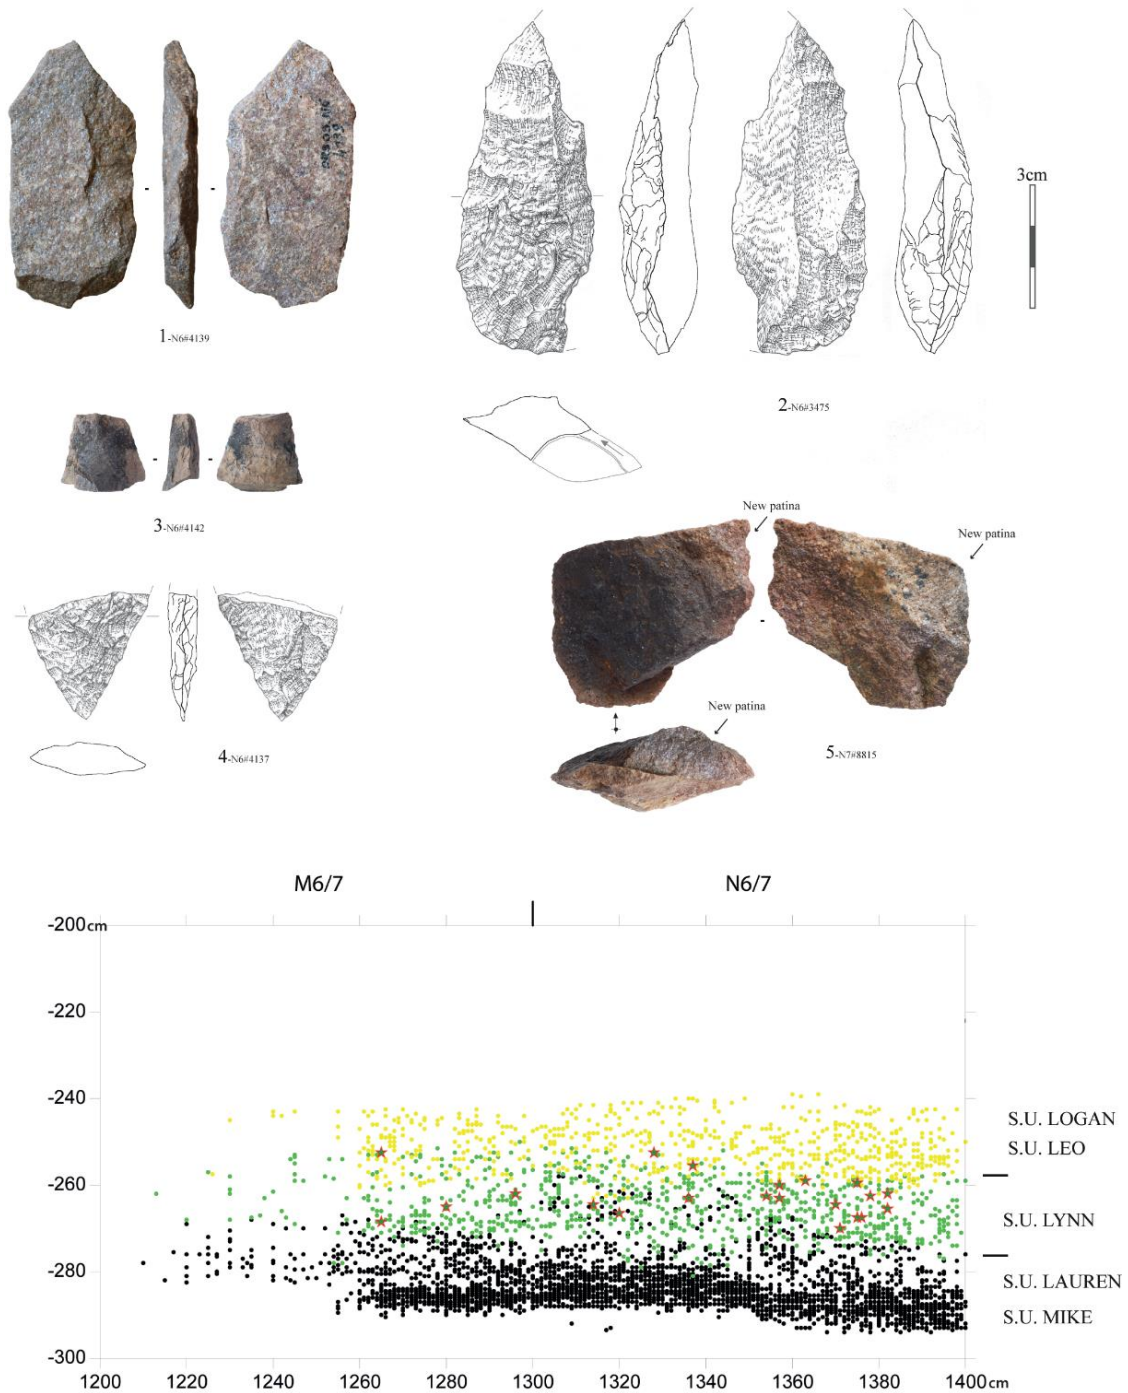 3cm
1-N6#4139
2-N6#3475
3-N6#4142
New patina
New patina
New patina
4-N6#4137
5-N7#8815
M6/7
N6/7
-200cm
-220
-240
-260
-280
-300
S.U. LOGAN
S.U. LEO
S.U. LYNN
S.U. LAUREN
S.U. MIKE
1200 1220 1240 1260 1280 1300 1320 1340 1360 1380 1400cm